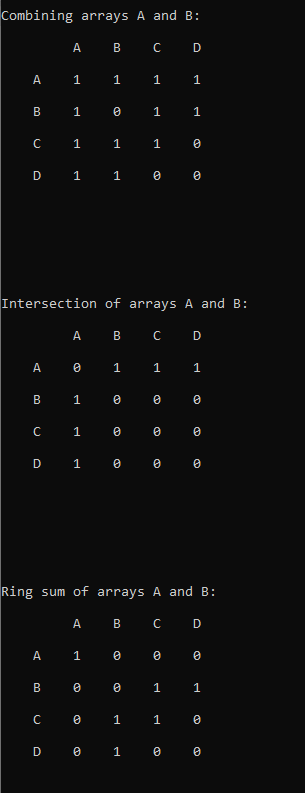 Combining arrays A and B:
A B C D
A 1 1 1 1
B 1 0 1 1
C 1 1 1 0
D 1 1 0 0
Intersection of arrays A and B:
A B C D
A 0 1 1 1
B 1 0 0 0
C 1 0 0 0
D 1 0 0 0
Ring sum of arrays A and B:
A B C D
A 1 0 0 0
B 0 0 1 1
C 0 1 1 0
D 0 1 0 0